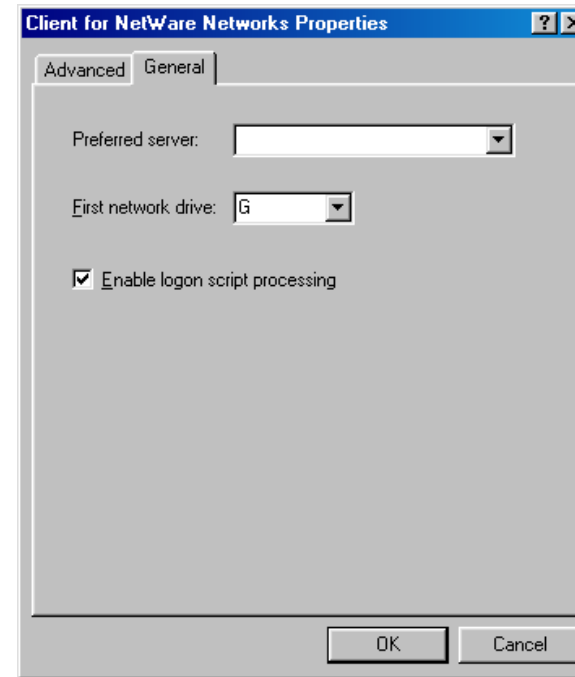 Client for NetWare Networks Properties
Advanced General
Preferred server:
First network drive: G
Enable logon script processing
OK Cancel